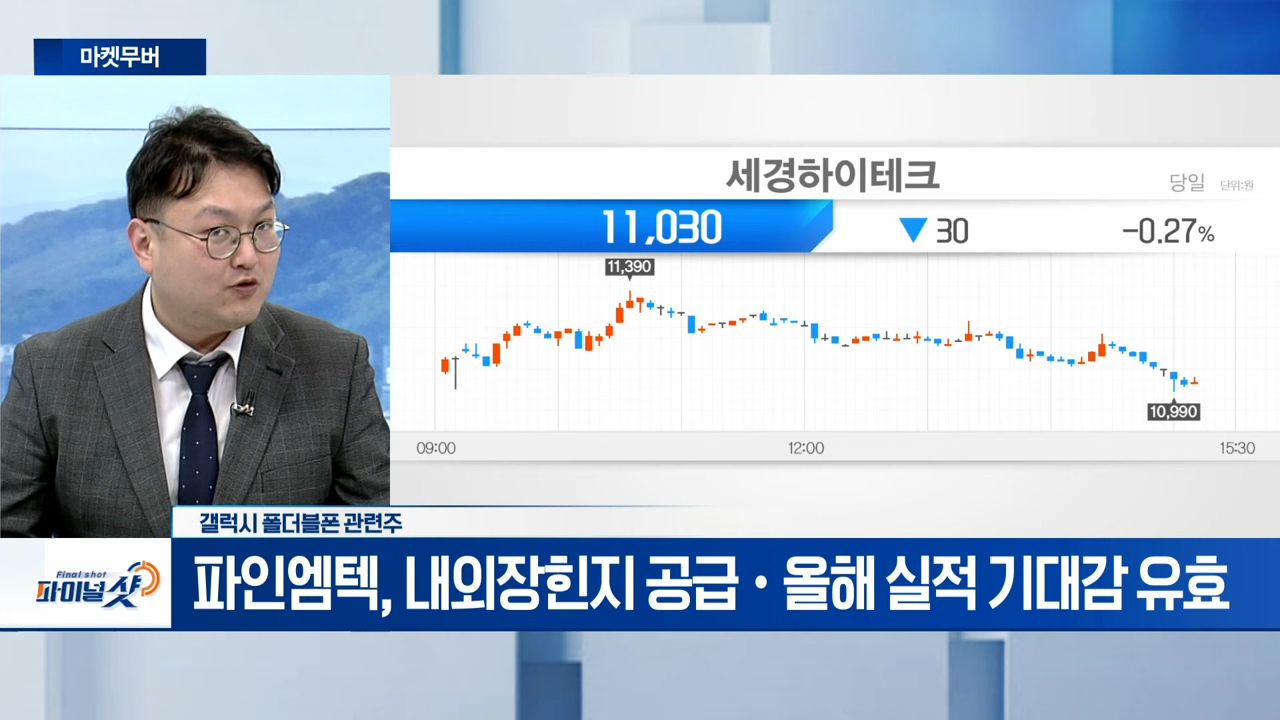 마켓무버
세경하이테크
당일 단위:원
11,030 ▼ 30 -0.27%
11,390
10,990
09:00 12:00 15:30
갤럭시 폴더블폰 관련주
Final shot
파이널샷
파인엠텍, 내외장힌지 공급·올해 실적 기대감 유효